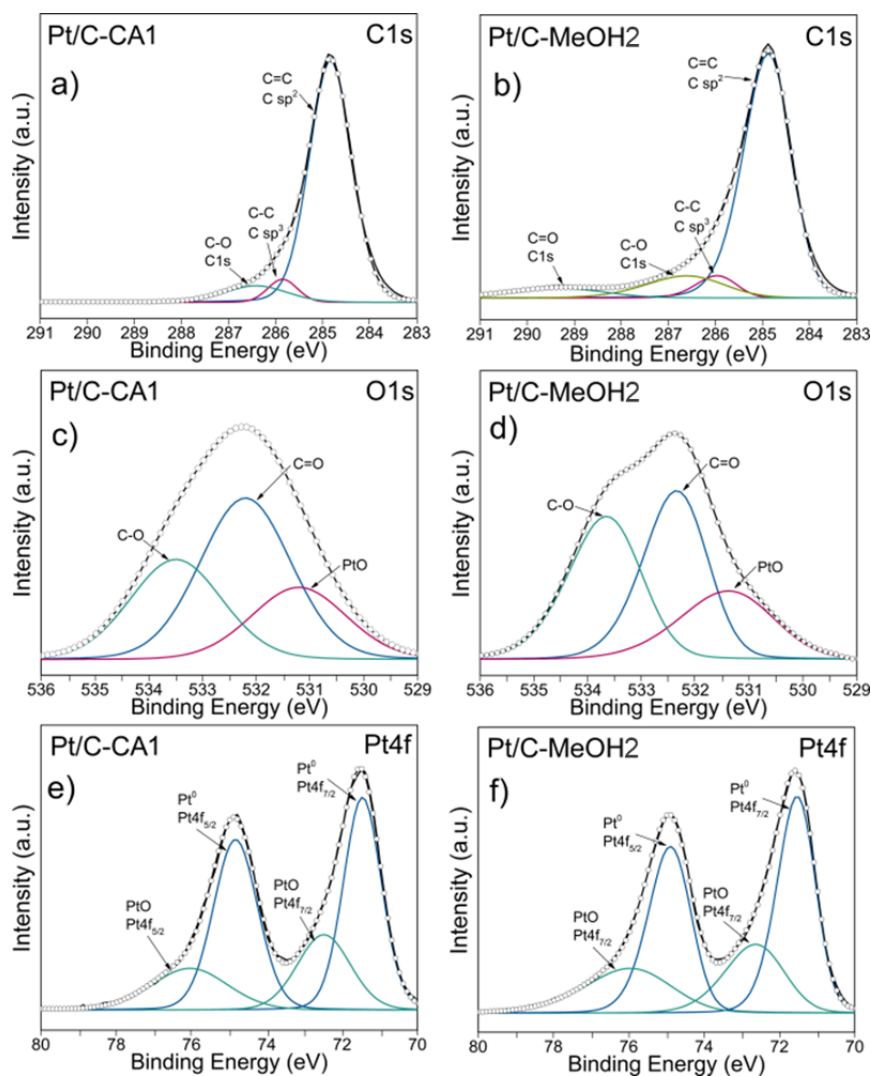 Pt/C-CA1
C1s
a)
C=C
C sp²
C-C
C sp³
C-O
C1s
Intensity (a.u.)
291 290 289 288 287 286 285 284 283
Binding Energy (eV)
Pt/C-MeOH2
C1s
b)
C=C
C sp²
C-C
C sp³
C=O
C1s
C-O
C1s
Intensity (a.u.)
291 290 289 288 287 286 285 284 283
Binding Energy (eV)
Pt/C-CA1
O1s
c)
C=O
C-O
PtO
Intensity (a.u.)
536 535 534 533 532 531 530 529
Binding Energy (eV)
Pt/C-MeOH2
O1s
d)
C=O
C-O
PtO
Intensity (a.u.)
536 535 534 533 532 531 530 529
Binding Energy (eV)
Pt/C-CA1
Pt4f
e)
Pt⁰
Pt4f7/2
Pt⁰
Pt4f5/2
PtO
Pt4f7/2
PtO
Pt4f5/2
Intensity (a.u.)
80 78 76 74 72 70
Binding Energy (eV)
Pt/C-MeOH2
Pt4f
f)
Pt⁰
Pt4f7/2
Pt⁰
Pt4f5/2
PtO
Pt4f7/2
PtO
Pt4f7/2
Intensity (a.u.)
80 78 76 74 72 70
Binding Energy (eV)